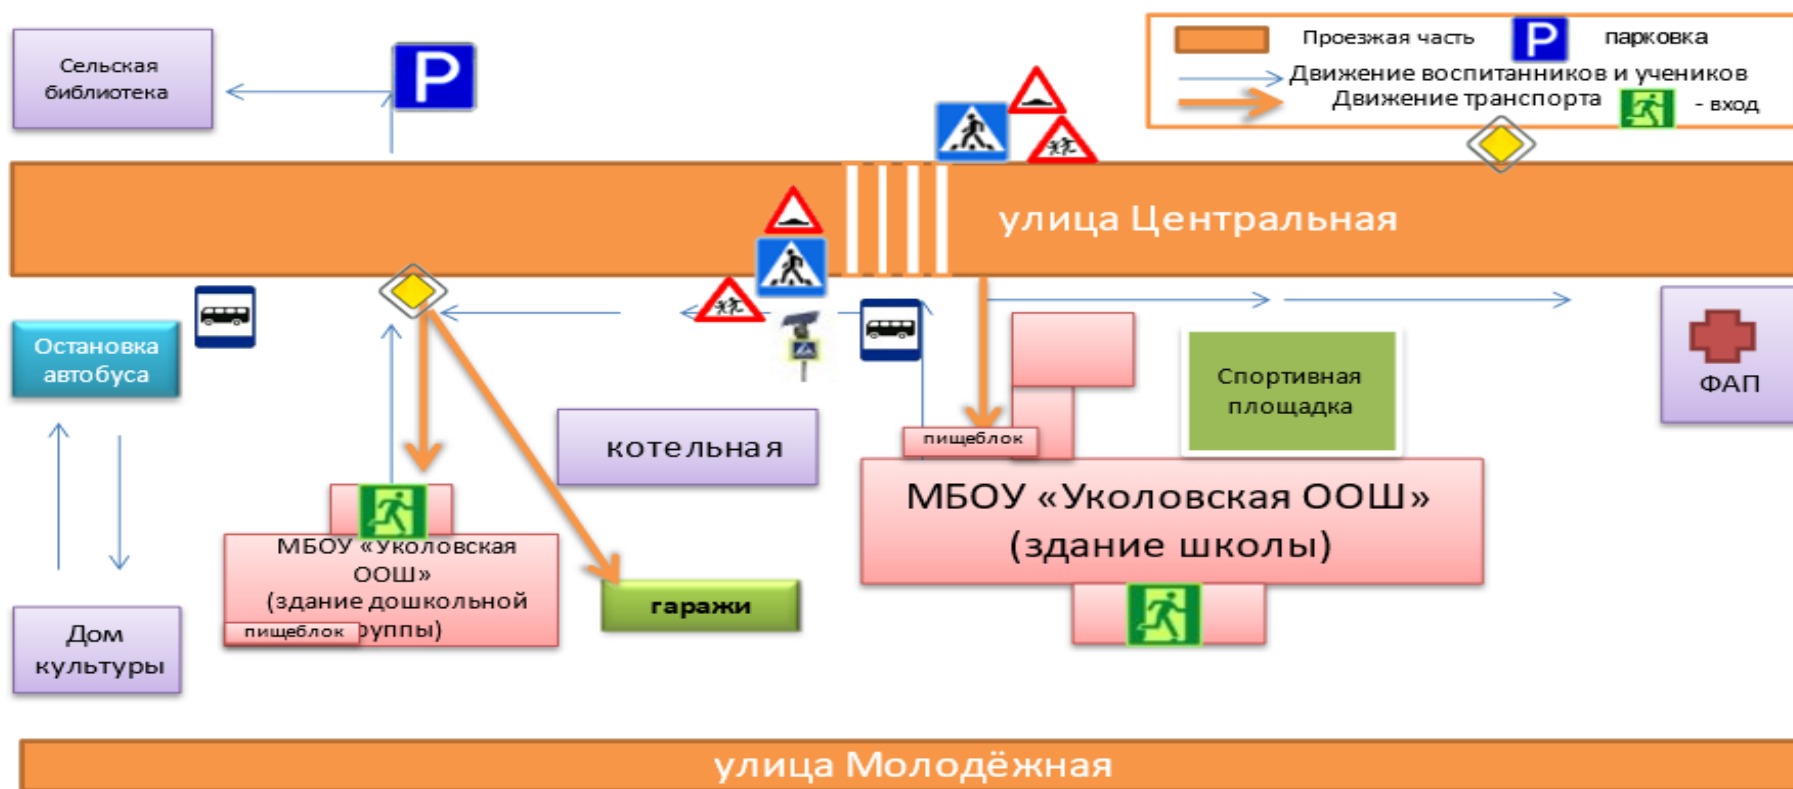 Сельская
библиотека
P
Проезжая часть
P
парковка
Движение воспитанников и учеников
Движение транспорта
- вход
улица Центральная
Остановка
автобуса
котельная
пищеблок
Спортивная
площадка
ФАП
МБОУ «Уколовская ООШ»
(здание школы)
МБОУ «Уколовская
ООШ»
(здание дошкольной
руппы)
пищеблок
гаражи
Дом
культуры
улица Молодёжная